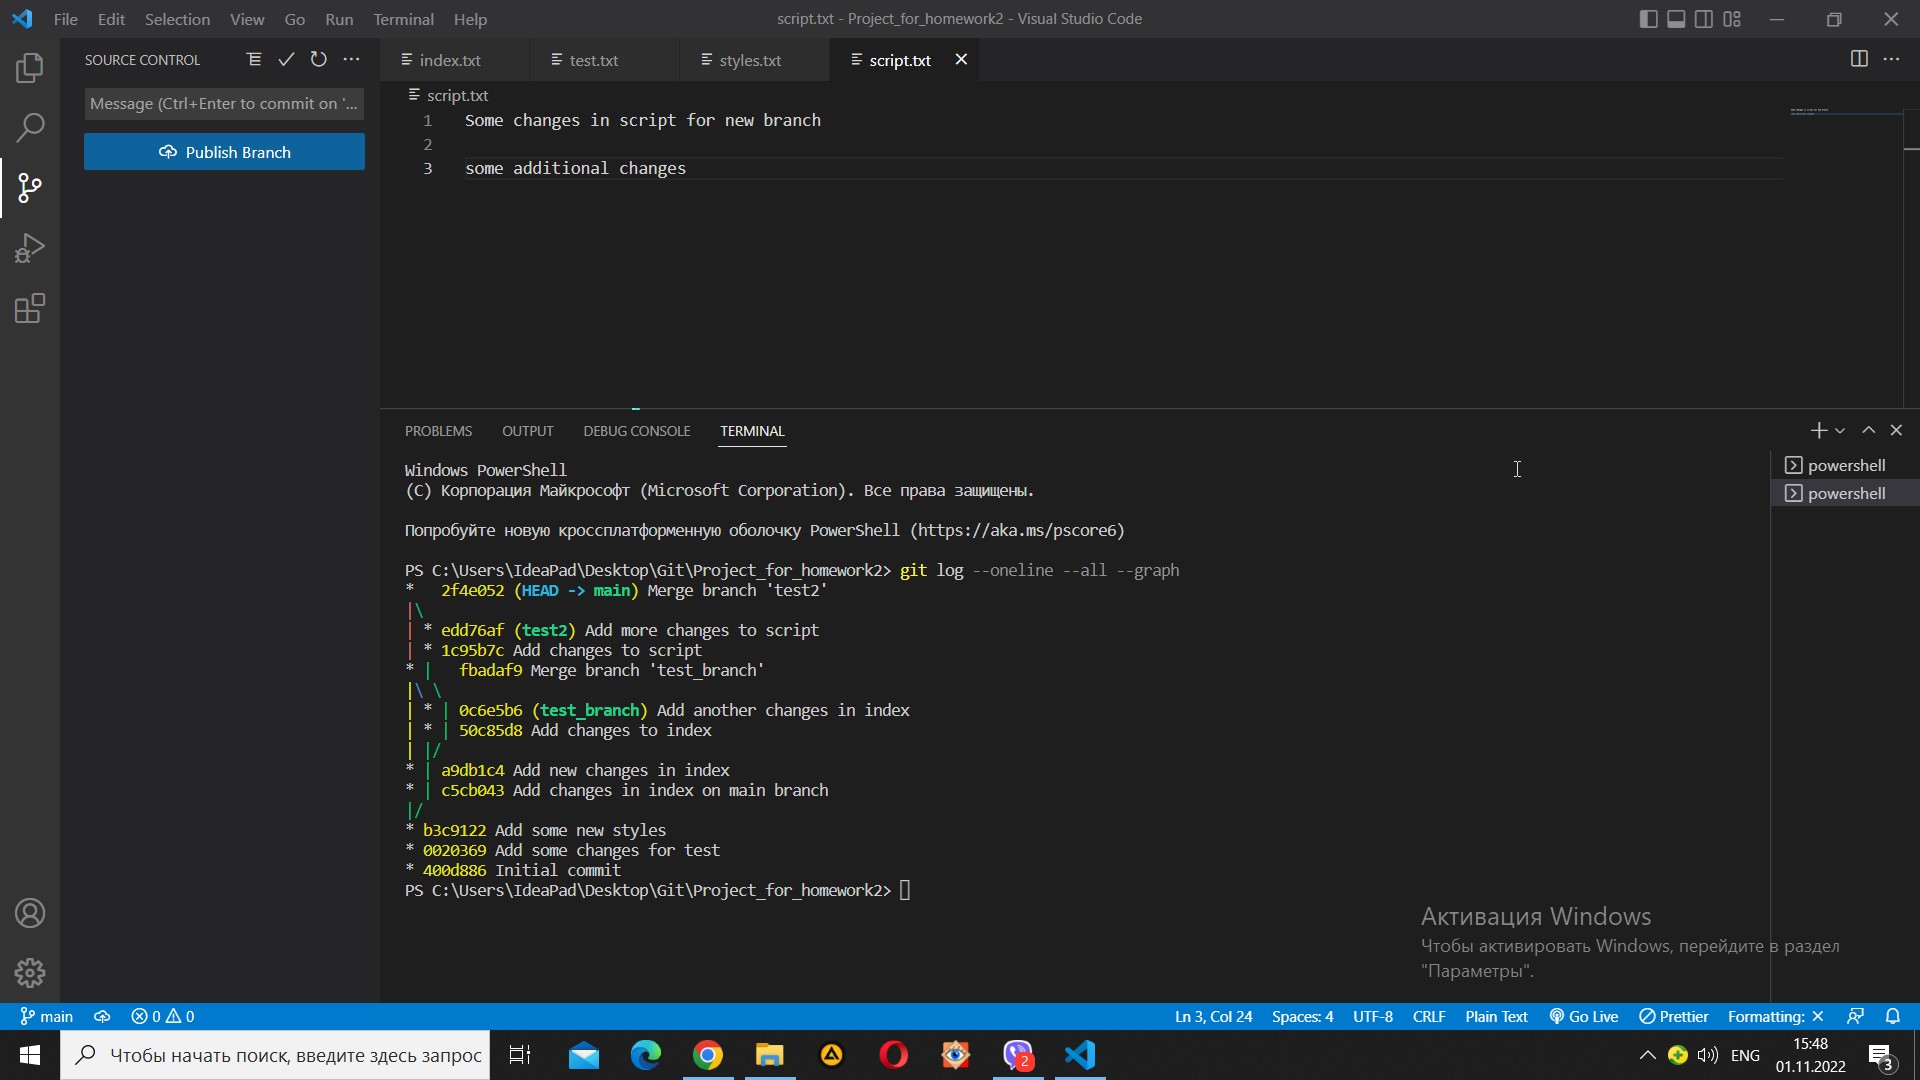 File Edit Selection View Go Run Terminal Help
script.txt - Project_for_homework2 - Visual Studio Code
SOURCE CONTROL
Message (Ctrl+Enter to commit on '...
Publish Branch
index.txt
test.txt
styles.txt
script.txt
script.txt
1 Some changes in script for new branch
2
3 some additional changes
PROBLEMS OUTPUT DEBUG CONSOLE TERMINAL
powershell
powershell
Windows PowerShell
(C) Корпорация Майкрософт (Microsoft Corporation). Все права защищены.
Попробуйте новую кроссплатформенную оболочку PowerShell (https://aka.ms/pscore6)
PS C:\Users\IdeaPad\Desktop\Git\Project_for_homework2> git log --oneline --all --graph
*   2f4e052 (HEAD -> main) Merge branch 'test2'
|\
| * edd76af (test2) Add more changes to script
| * 1c95b7c Add changes to script
* |   fbadaf9 Merge branch 'test_branch'
|\ \
| * | 0c6e5b6 (test_branch) Add another changes in index
| * | 50c85d8 Add changes to index
| |/
* | a9db1c4 Add new changes in index
* | c5cb043 Add changes in index on main branch
|/
* b3c9122 Add some new styles
* 0020369 Add some changes for test
* 400d886 Initial commit
PS C:\Users\IdeaPad\Desktop\Git\Project_for_homework2>
Активация Windows
Чтобы активировать Windows, перейдите в раздел
"Параметры".
main 0 0 Ln 3, Col 24 Spaces: 4 UTF-8 CRLF Plain Text Go Live Prettier Formatting: ×
Чтобы начать поиск, введите здесь запрос
2
ENG
15:48
01.11.2022
3